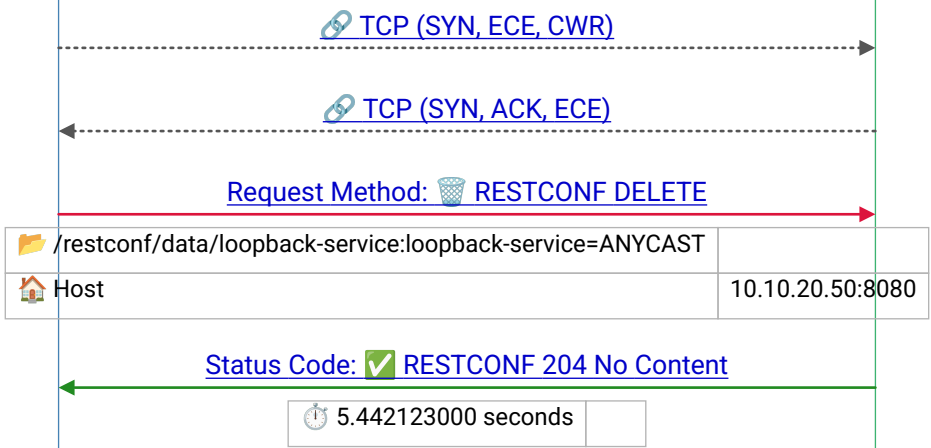 🔗 TCP (SYN, ECE, CWR)
🔗 TCP (SYN, ACK, ECE)
Request Method: 🗑️ RESTCONF DELETE
📂 /restconf/data/loopback-service:loopback-service=ANYCAST
🏠 Host 10.10.20.50:8080
Status Code: ✅ RESTCONF 204 No Content
⏱️ 5.442123000 seconds